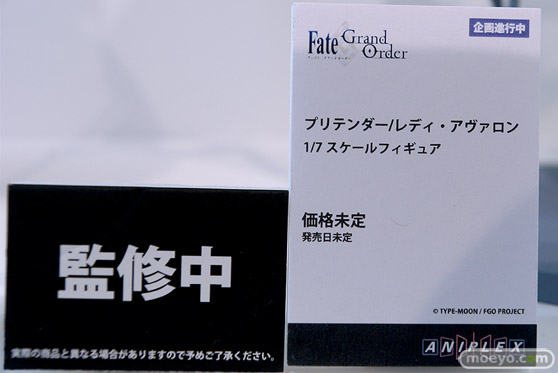 企画進行中
Fate Grand Order
プリテンダー/レディ・アヴァロン
1/7 スケールフィギュア
価格未定
発売日未定
© TYPE-MOON / FGO PROJECT
ANIPLEX
監修中
実際の商品と異なる場合がありますので予めご了承ください。
moeyo.com